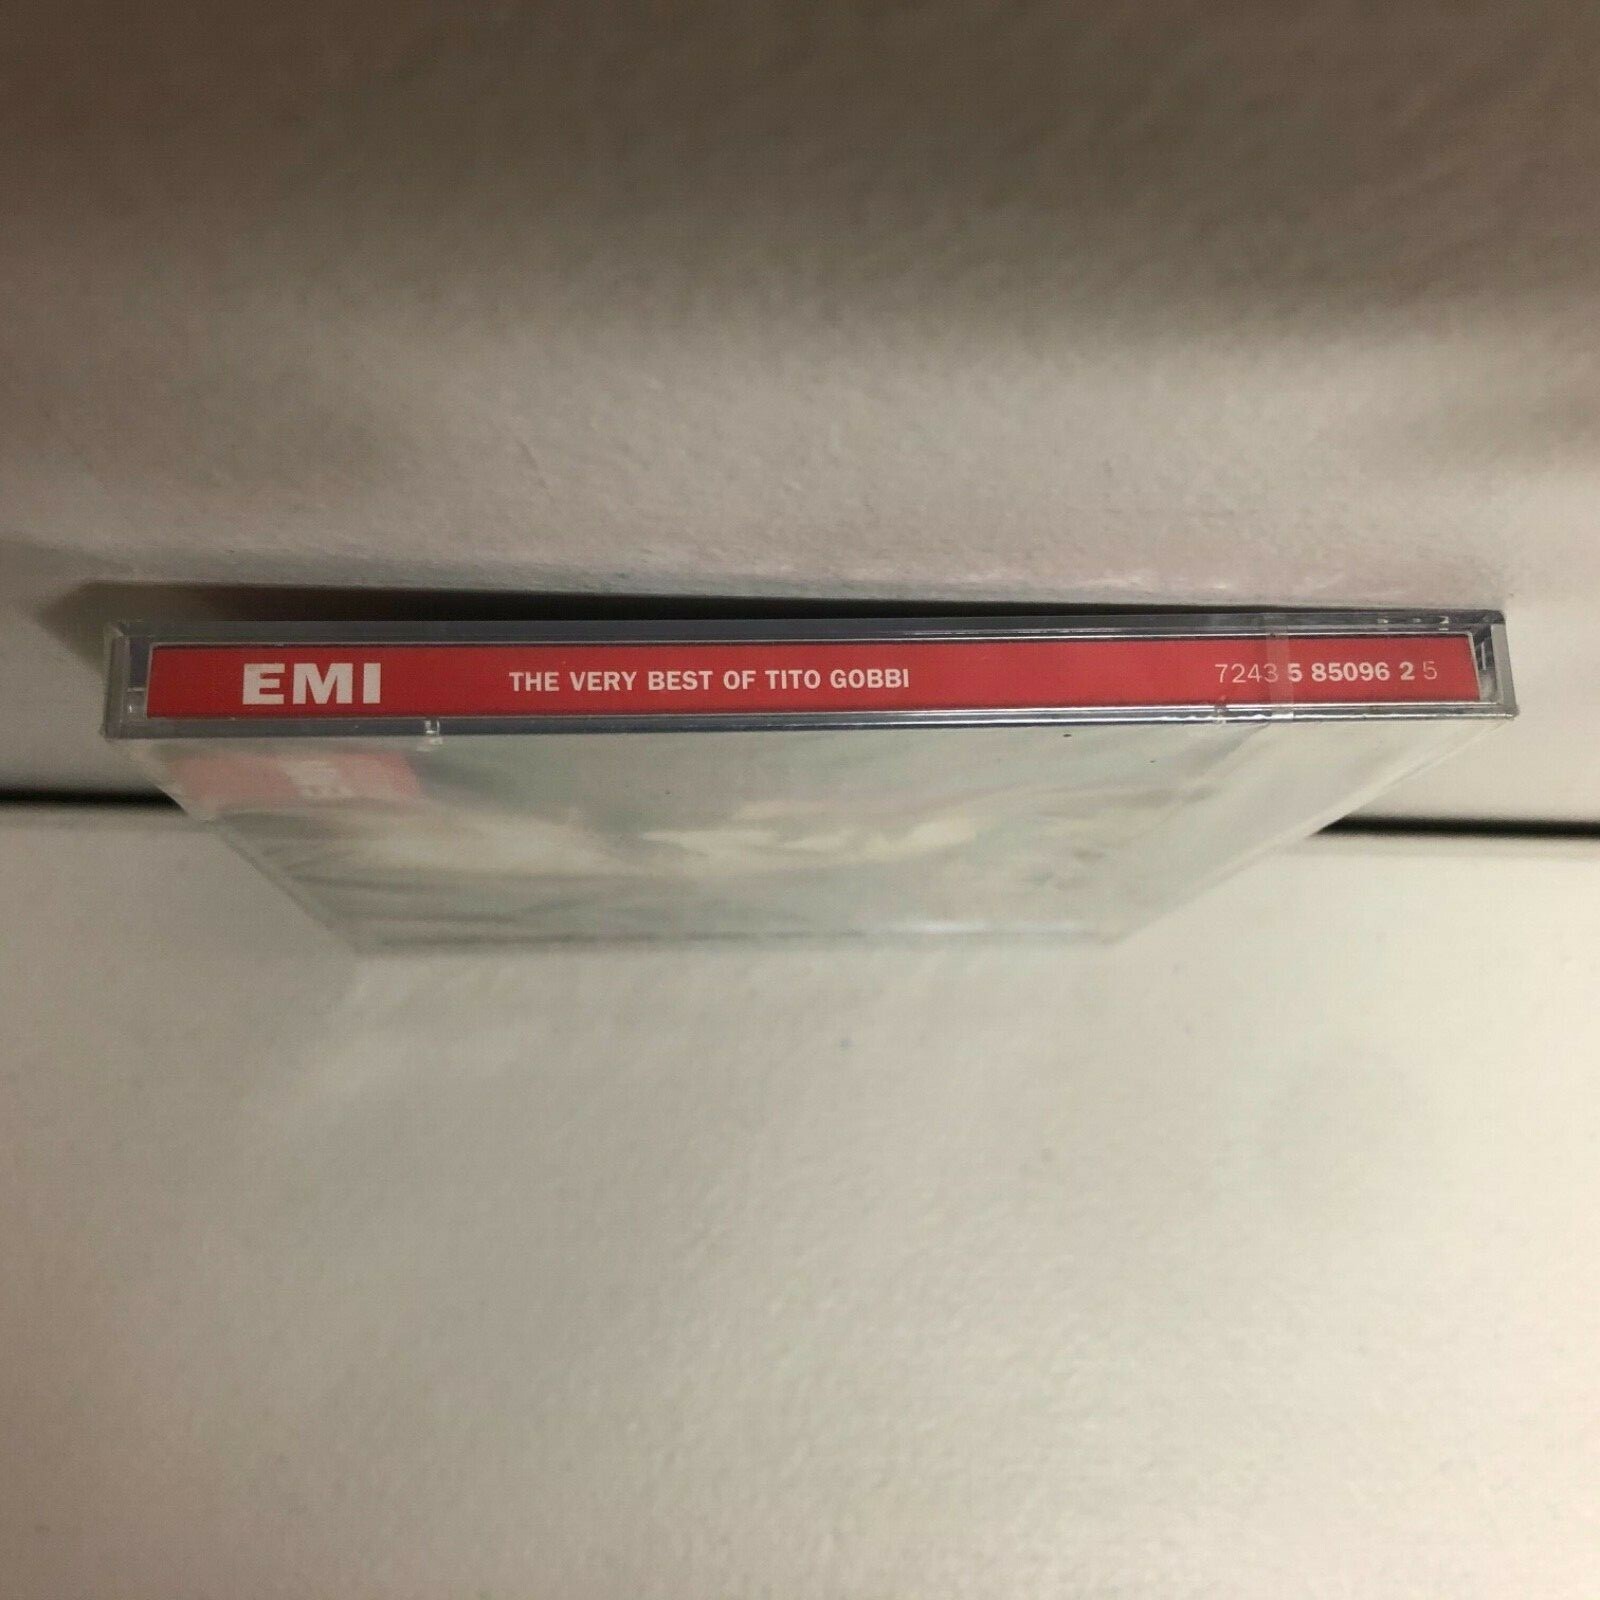 EMI THE VERY BEST OF TITO GOBBI 7243 5 85096 2 5